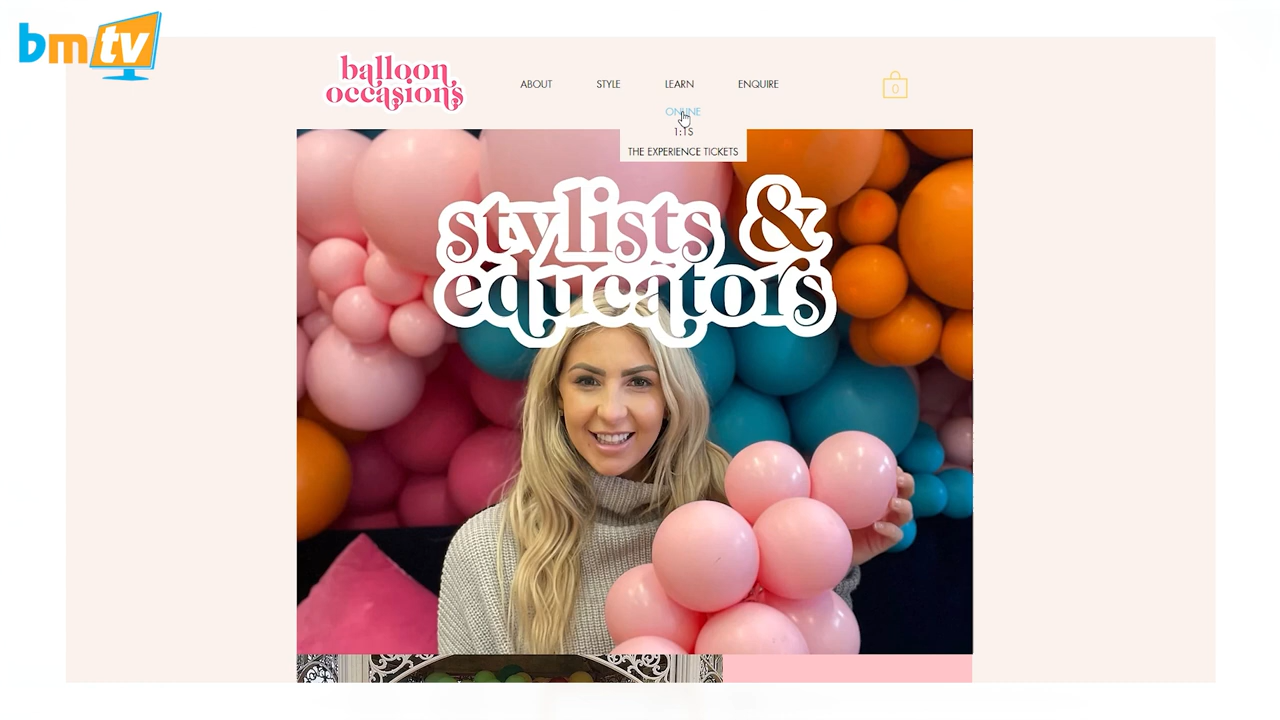 bmtv
balloon
occasions
ABOUT
STYLE
LEARN
ENQUIRE
0
ONLINE
1:1S
THE EXPERIENCE TICKETS
stylists &
educators